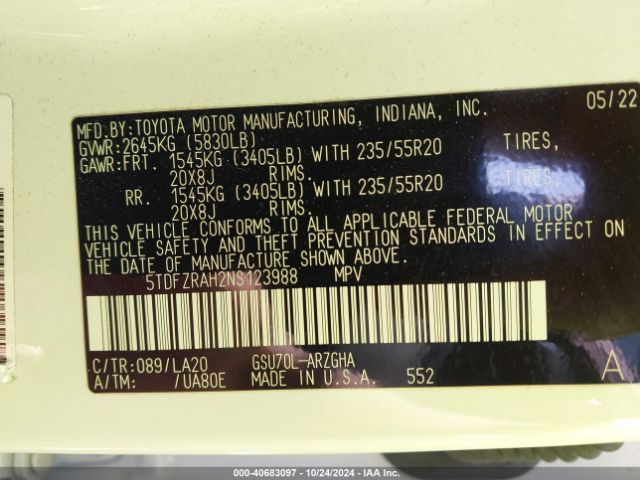 MFD.BY:TOYOTA MOTOR MANUFACTURING, INDIANA, INC. 05/22
GVWR:2645KG (5830LB)
GAWR:FRT. 1545KG (3405LB) WITH 235/55R20 TIRES,
20X8J RIMS.
RR. 1545KG (3405LB) WITH 235/55R20 TIRES,
20X8J RIMS.
THIS VEHICLE CONFORMS TO ALL APPLICABLE FEDERAL MOTOR
VEHICLE SAFETY AND THEFT PREVENTION STANDARDS IN EFFECT ON
THE DATE OF MANUFACTURE SHOWN ABOVE.
5TDFZRAH2NS123988 MPV
C/TR:089/LA20 GSU70L-ARZGHA
A/TM: /UA80E MADE IN U.S.A. 552 A
000-40683097 - 10/24/2024 - IAA Inc.